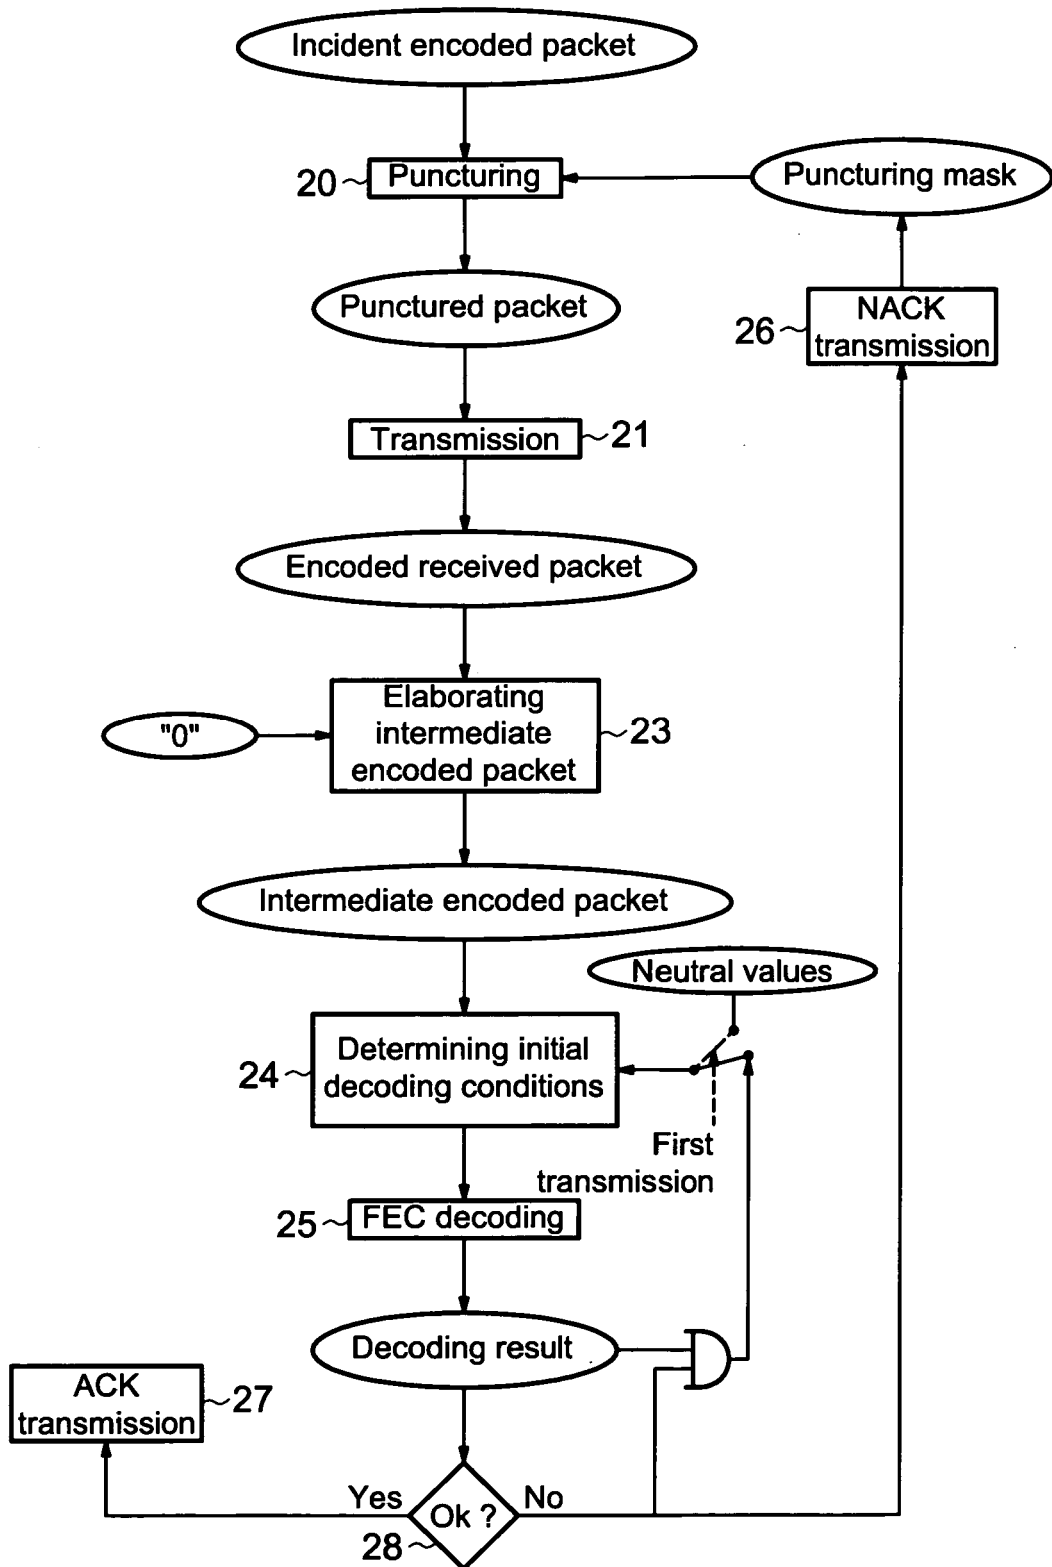 Incident encoded packet
20
Puncturing
Puncturing mask
Punctured packet
26
NACK
transmission
Transmission
21
Encoded received packet
"0"
Elaborating
intermediate
encoded packet
23
Intermediate encoded packet
Neutral values
24
Determining initial
decoding conditions
First
transmission
25
FEC decoding
Decoding result
ACK
transmission
27
Yes
Ok ?
No
28